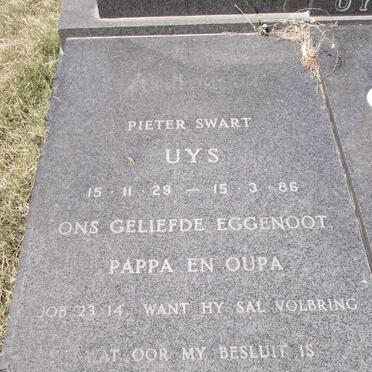 UY
PIETER SWART
UYS
15 · 11 · 29 — 15 · 3 · 86
ONS GELIEFDE EGGENOOT,
PAPPA EN OUPA
JOB 23 14. WANT HY SAL VOLBRING
WAT OOR MY BESLUIT IS